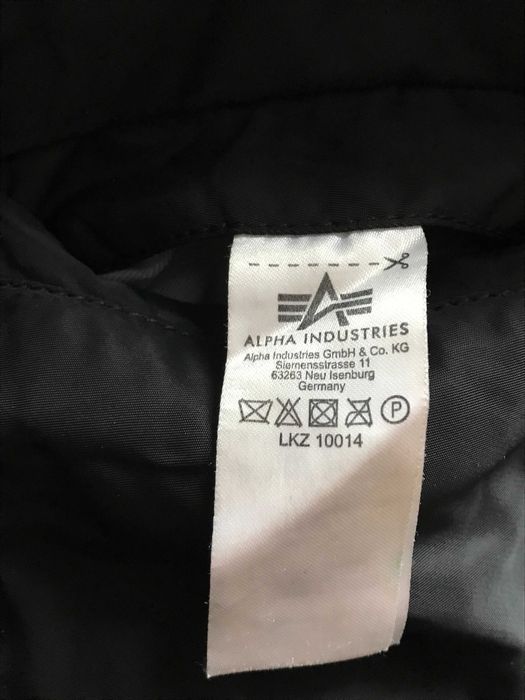 ALPHA INDUSTRIES
Alpha Industries GmbH & Co. KG
Siemensstrasse 11
63263 Neu Isenburg
Germany
P
LKZ 10014